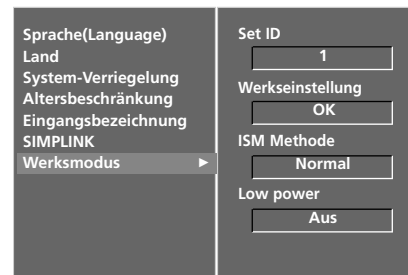 Sprache(Language)
Land
System-Verriegelung
Altersbeschränkung
Eingangsbezeichnung
SIMPLINK
Werksmodus ►
Set ID
1
Werkseinstellung
OK
ISM Methode
Normal
Low power
Aus